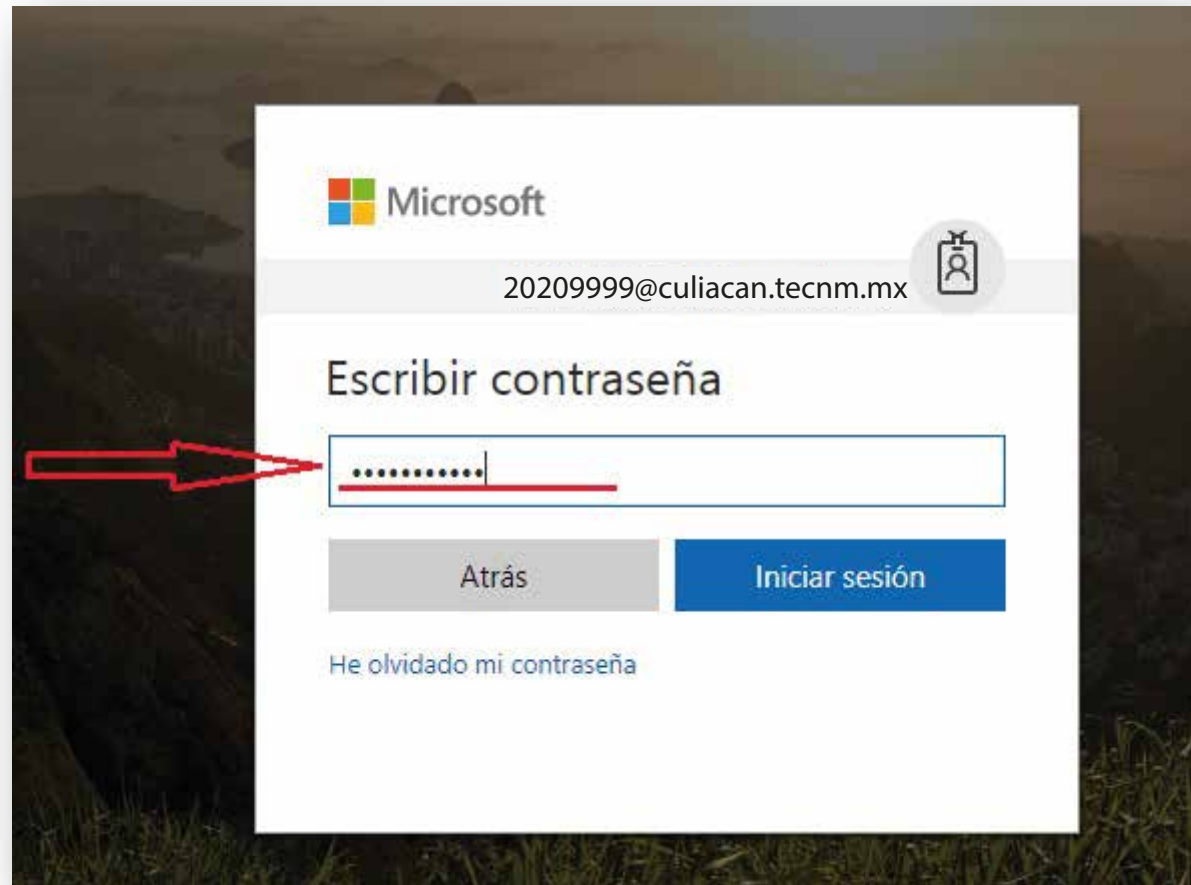 Microsoft
20209999@culiacan.tecnm.mx
Escribir contraseña
•••••••••••
Atrás
Iniciar sesión
He olvidado mi contraseña